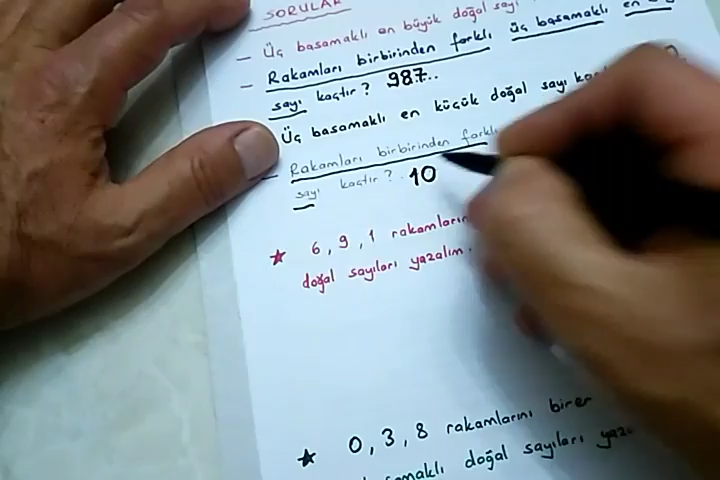 SORULAR
– Üç basamaklı en büyük doğal sayı
– Rakamları birbirinden farklı üç basamaklı en
sayı kaçtır? 987..
Üç basamaklı en küçük doğal sayı
– Rakamları birbirinden farklı
sayı kaçtır? . 10
★ 6, 9, 1 rakamların
doğal sayıları yazalım.
★ 0, 3, 8 rakamlarını birer
doğal sayıları